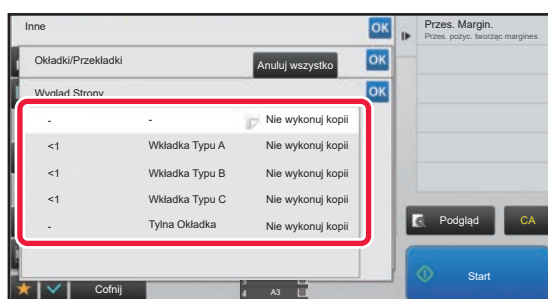 Inne
OK
Okładki/Przekładki
Anuluj wszystko
OK
Wygląd Strony
OK
- - Nie wykonuj kopii
<1 Wkładka Typu A Nie wykonuj kopii
<1 Wkładka Typu B Nie wykonuj kopii
<1 Wkładka Typu C Nie wykonuj kopii
- Tylna Okładka Nie wykonuj kopii
Cofnij
4 A3
Przes. Margin.
Przes. pozyc. tworząc margines
Podgląd
CA
Start